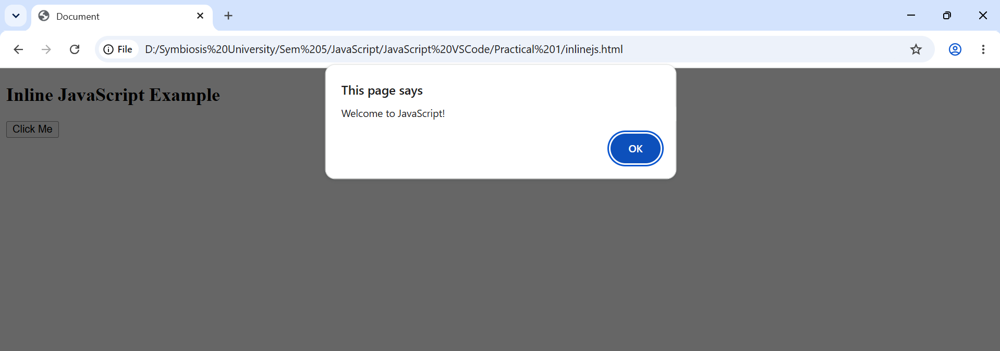 Document
File D:/Symbiosis%20University/Sem%205/JavaScript/JavaScript%20VSCode/Practical%201/inlinejs.html
This page says
Welcome to JavaScript!
OK
Inline JavaScript Example
Click Me